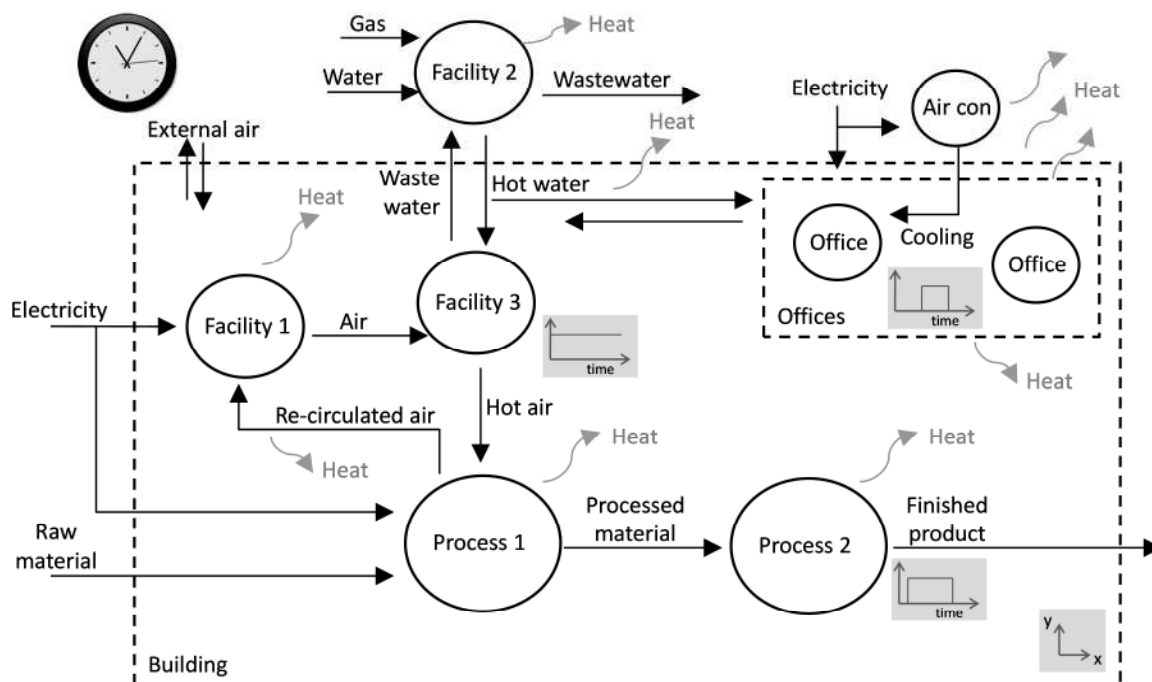 Gas
Heat
Facility 2
Water
Wastewater
Electricity
Air con
Heat
External air
Heat
Waste
water
Hot water
Heat
Office
Cooling
Office
Electricity
Facility 1
Air
Facility 3
time
time
Offices
Heat
Re-circulated air
Hot air
Heat
Heat
Heat
Raw
material
Process 1
Processed
material
Process 2
Finished
product
time
y
x
Building